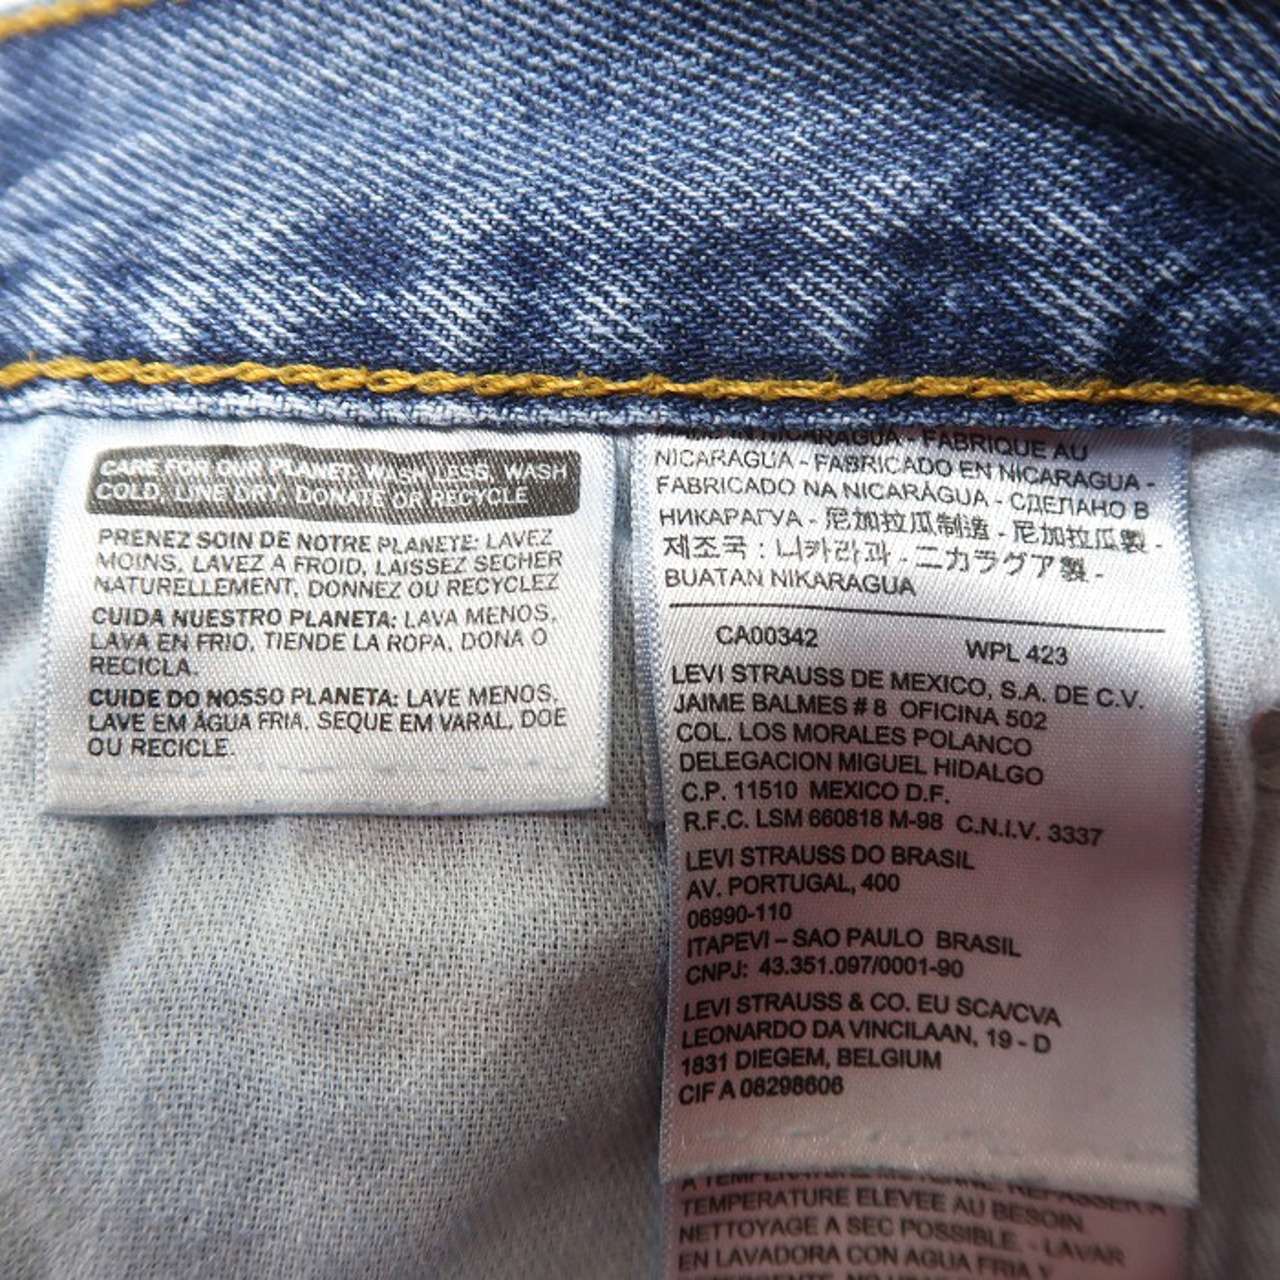 CARE FOR OUR PLANET: WASH LESS, WASH
COLD, LINE DRY, DONATE OR RECYCLE
PRENEZ SOIN DE NOTRE PLANETE: LAVEZ
MOINS, LAVEZ A FROID, LAISSEZ SECHER
NATURELLEMENT, DONNEZ OU RECYCLEZ
CUIDA NUESTRO PLANETA: LAVA MENOS,
LAVA EN FRIO, TIENDE LA ROPA, DONA O
RECICLA.
CUIDE DO NOSSO PLANETA: LAVE MENOS,
LAVE EM ÁGUA FRIA, SEQUE EM VARAL, DOE
OU RECICLE.
NICARAGUA - FABRIQUE AU
NICARAGUA - FABRICADO EN NICARAGUA -
FABRICADO NA NICARÁGUA - СДЕЛАНО В
НИКАРАГУА - 尼加拉瓜制造 - 尼加拉瓜製 -
제조국 : 니카라과 - ニカラグア製 -
BUATAN NIKARAGUA
CA00342 WPL 423
LEVI STRAUSS DE MEXICO, S.A. DE C.V.
JAIME BALMES # 8 OFICINA 502
COL. LOS MORALES POLANCO
DELEGACION MIGUEL HIDALGO
C.P. 11510 MEXICO D.F.
R.F.C. LSM 660818 M-98 C.N.I.V. 3337
LEVI STRAUSS DO BRASIL
AV. PORTUGAL, 400
06990-110
ITAPEVI – SAO PAULO BRASIL
CNPJ: 43.351.097/0001-90
LEVI STRAUSS & CO. EU SCA/CVA
LEONARDO DA VINCILAAN, 19 - D
1831 DIEGEM, BELGIUM
CIF A 08298606
A TEMPERATURE REPASSER A
TEMPERATURE ELEVEE AU BESOIN
NETTOYAGE A SEC POSSIBLE. - LAVAR
EN LAVADORA CON AGUA FRIA Y